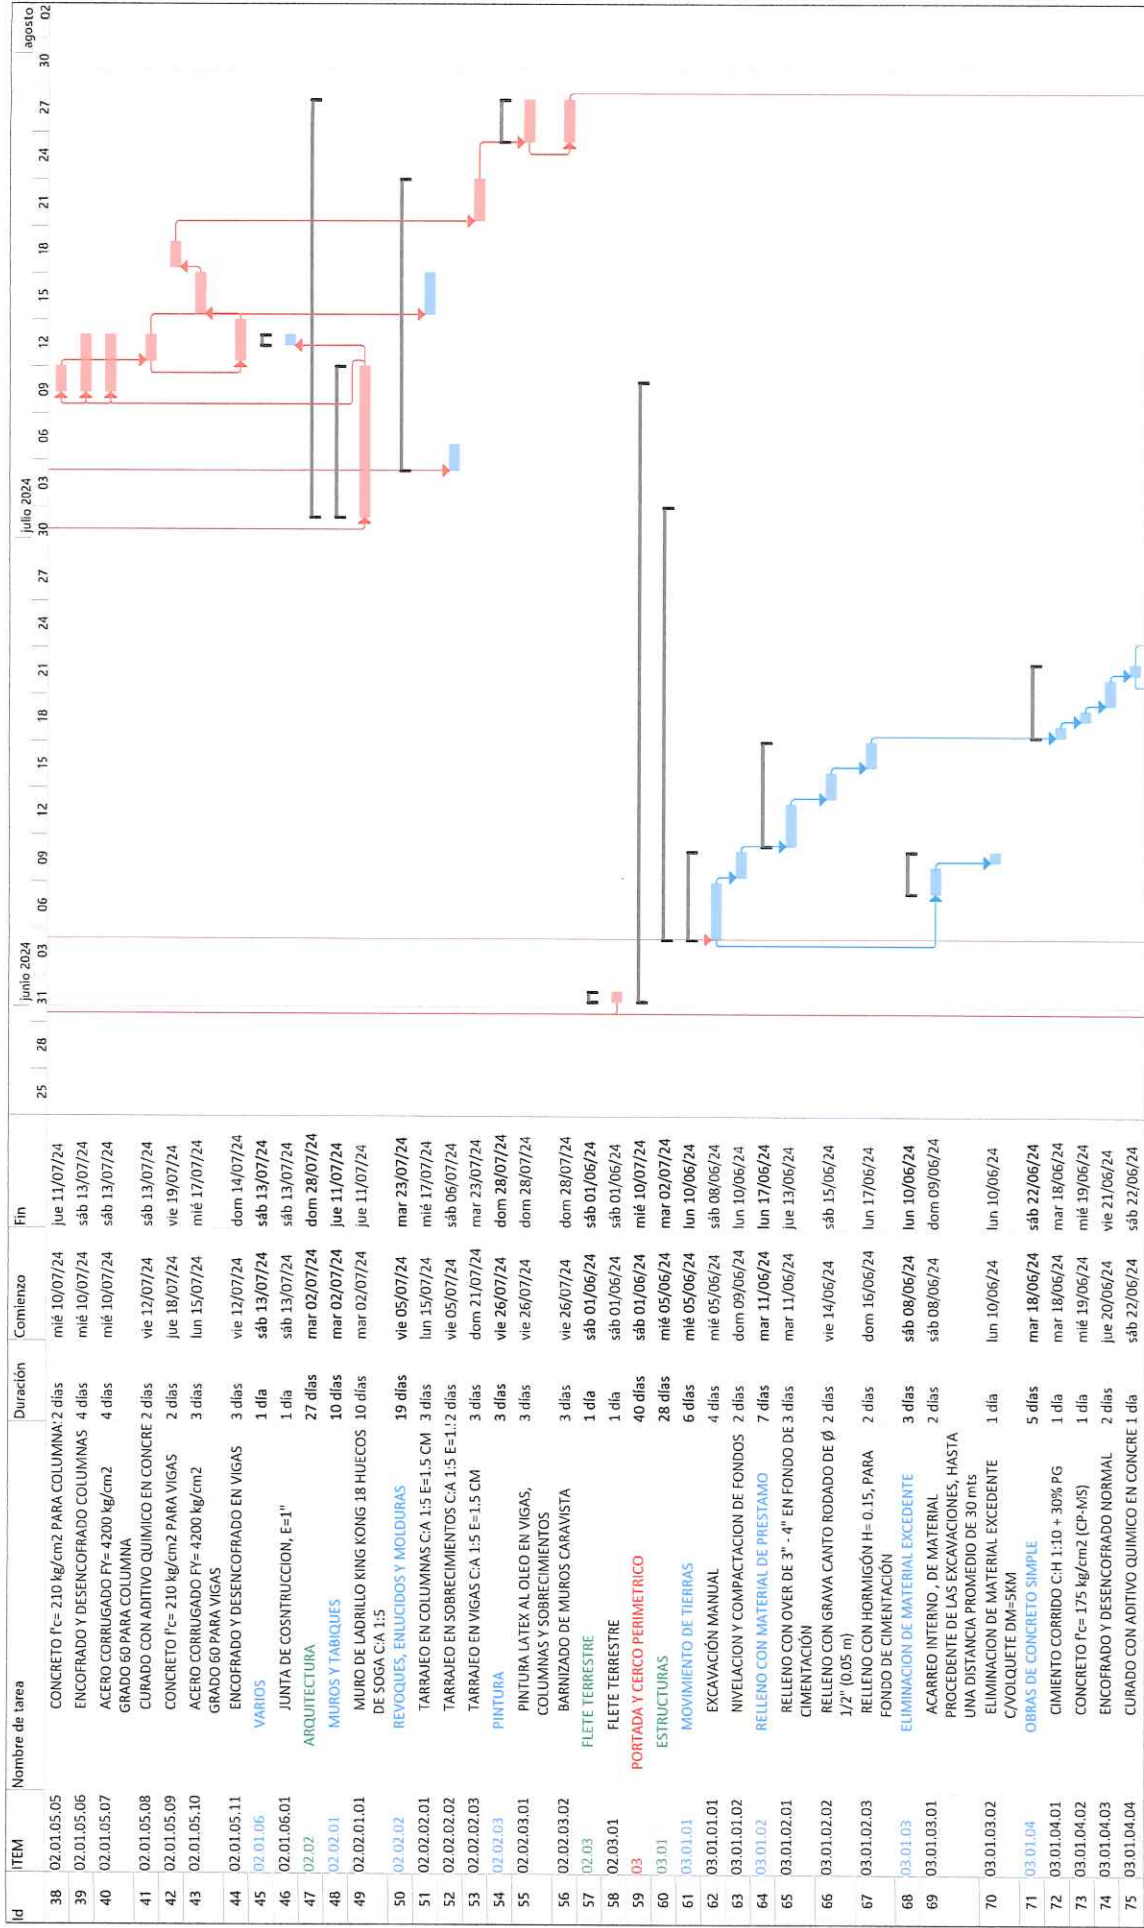 Id ITEM Nombre de tarea Duración Comienzo Fin 25 28 31 junio 2024 03 06 09 12 15 18 21 24 27 30 julio 2024 03 06 09 12 15 18 21 24 27 30 agosto 02
38 02.01.05.05 CONCRETO f'c= 210 kg/cm2 PARA COLUMNA 2 días mié 10/07/24 jue 11/07/24
39 02.01.05.06 ENCOFRADO Y DESENCOFRADO COLUMNAS 4 días mié 10/07/24 sáb 13/07/24
40 02.01.05.07 ACERO CORRUGADO FY= 4200 kg/cm2 4 días mié 10/07/24 sáb 13/07/24
GRADO 60 PARA COLUMNA
41 02.01.05.08 CURADO CON ADITIVO QUIMICO EN CONCRE 2 días vie 12/07/24 sáb 13/07/24
42 02.01.05.09 CONCRETO f'c= 210 kg/cm2 PARA VIGAS 2 días jue 18/07/24 vie 19/07/24
43 02.01.05.10 ACERO CORRUGADO FY= 4200 kg/cm2 3 días lun 15/07/24 mié 17/07/24
GRADO 60 PARA VIGAS
44 02.01.05.11 ENCOFRADO Y DESENCOFRADO EN VIGAS 3 días vie 12/07/24 dom 14/07/24
45 02.01.06 VARIOS 1 día sáb 13/07/24 sáb 13/07/24
46 02.01.06.01 JUNTA DE COSNTRUCCION, E=1" 1 día sáb 13/07/24 sáb 13/07/24
47 02.02 ARQUITECTURA 27 días mar 02/07/24 dom 28/07/24
48 02.02.01 MUROS Y TABIQUES 10 días mar 02/07/24 jue 11/07/24
49 02.02.01.01 MURO DE LADRILLO KING KONG 18 HUECOS 10 días mar 02/07/24 jue 11/07/24
DE SOGA C:A 1:5
50 02.02.02 REVOQUES, ENLUCIDOS Y MOLDURAS 19 días vie 05/07/24 mar 23/07/24
51 02.02.02.01 TARRAJEO EN COLUMNAS C:A 1:5 E=1.5 CM 3 días lun 15/07/24 mié 17/07/24
52 02.02.02.02 TARRAJEO EN SOBRECIMIENTOS C:A 1:5 E=1.! 2 días vie 05/07/24 sáb 06/07/24
53 02.02.02.03 TARRAJEO EN VIGAS C:A 1:5 E=1.5 CM 3 días dom 21/07/24 mar 23/07/24
54 02.02.03 PINTURA 3 días vie 26/07/24 dom 28/07/24
55 02.02.03.01 PINTURA LATEX AL OLEO EN VIGAS, 3 días vie 26/07/24 dom 28/07/24
COLUMNAS Y SOBRECIMIENTOS
56 02.02.03.02 BARNIZADO DE MUROS CARAVISTA 3 días vie 26/07/24 dom 28/07/24
57 02.03 FLETE TERRESTRE 1 día sáb 01/06/24 sáb 01/06/24
58 02.03.01 FLETE TERRESTRE 1 día sáb 01/06/24 sáb 01/06/24
59 03 PORTADA Y CERCO PERIMETRICO 40 días sáb 01/06/24 mié 10/07/24
60 03.01 ESTRUCTURAS 28 días mié 05/06/24 mar 02/07/24
61 03.01.01 MOVIMIENTO DE TIERRAS 6 días mié 05/06/24 lun 10/06/24
62 03.01.01.01 EXCAVACIÓN MANUAL 4 días mié 05/06/24 sáb 08/06/24
63 03.01.01.02 NIVELACION Y COMPACTACION DE FONDOS 2 días dom 09/06/24 lun 10/06/24
64 03.01.02 RELLENO CON MATERIAL DE PRESTAMO 7 días mar 11/06/24 lun 17/06/24
65 03.01.02.01 RELLENO CON OVER DE 3" - 4" EN FONDO DE 3 días mar 11/06/24 jue 13/06/24
CIMENTACIÓN
66 03.01.02.02 RELLENO CON GRAVA CANTO RODADO DE Ø 2 días vie 14/06/24 sáb 15/06/24
1/2" (0.05 m)
67 03.01.02.03 RELLENO CON HORMIGÓN H= 0.15, PARA 2 días dom 16/06/24 lun 17/06/24
FONDO DE CIMENTACIÓN
68 03.01.03 ELIMINACION DE MATERIAL EXCEDENTE 3 días sáb 08/06/24 lun 10/06/24
69 03.01.03.01 ACARREO INTERNO , DE MATERIAL 2 días sáb 08/06/24 dom 09/06/24
PROCEDENTE DE LAS EXCAVACIONES, HASTA
UNA DISTANCIA PROMEDIO DE 30 mts
70 03.01.03.02 ELIMINACION DE MATERIAL EXCEDENTE 1 día lun 10/06/24 lun 10/06/24
C/VOLQUETE DM=5KM
71 03.01.04 OBRAS DE CONCRETO SIMPLE 5 días mar 18/06/24 sáb 22/06/24
72 03.01.04.01 CIMIENTO CORRIDO C:H 1:10 + 30% PG 1 día mar 18/06/24 mar 18/06/24
73 03.01.04.02 CONCRETO f'c= 175 kg/cm2 (CP-MS) 1 día mié 19/06/24 mié 19/06/24
74 03.01.04.03 ENCOFRADO Y DESENCOFRADO NORMAL 2 días jue 20/06/24 vie 21/06/24
75 03.01.04.04 CURADO CON ADITIVO QUIMICO EN CONCRE 1 día sáb 22/06/24 sáb 22/06/24